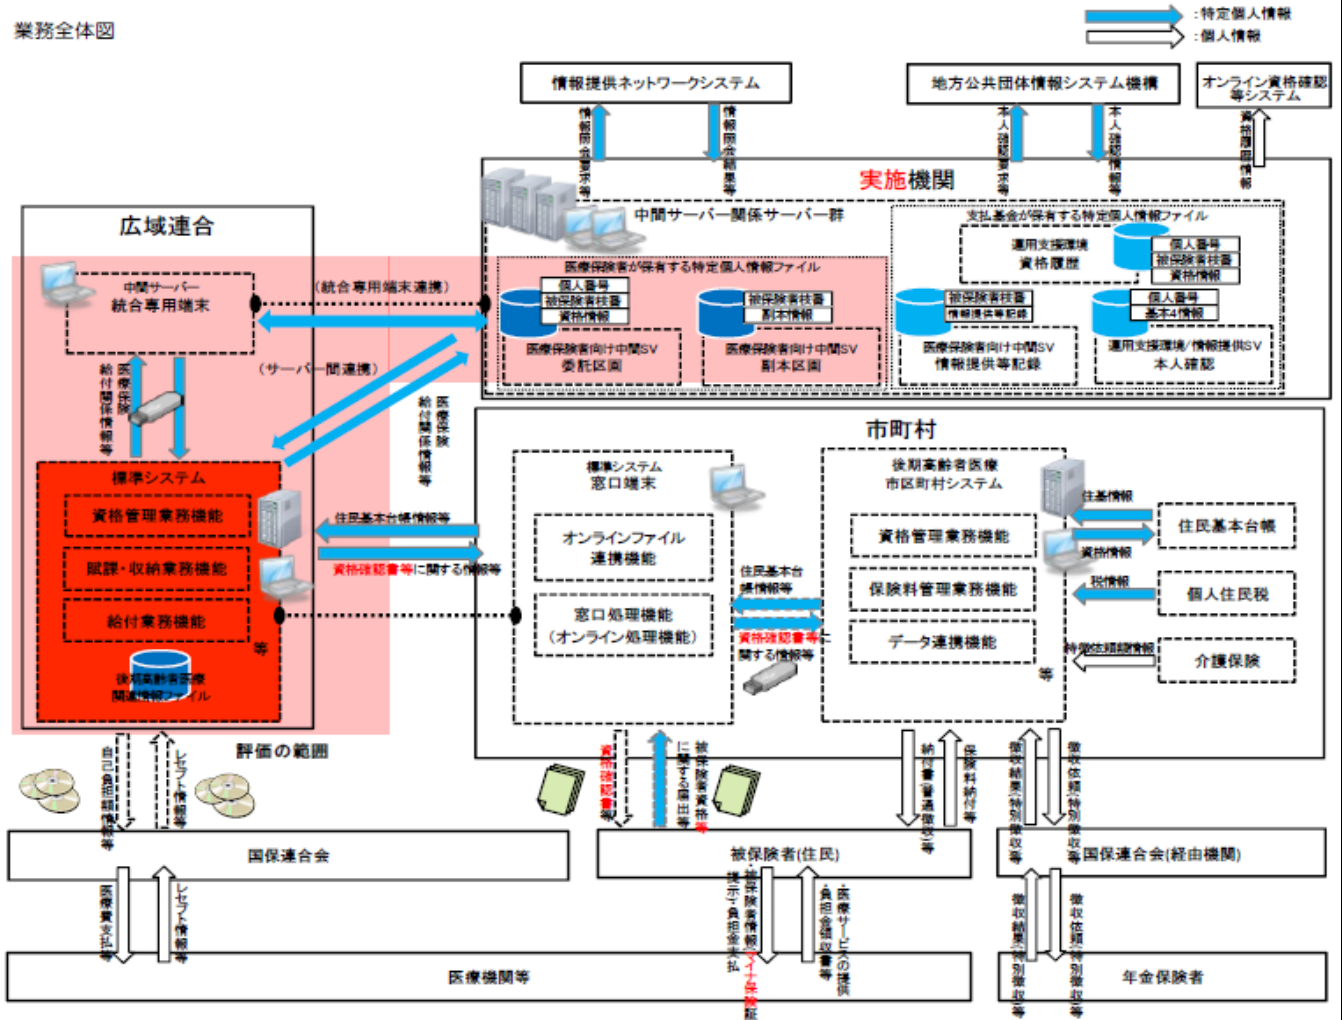 業務全体図
:特定個人情報
:個人情報
情報提供ネットワークシステム
地方公共団体情報システム機構
オンライン資格確認
等システム
情報照会要求等
情報照会結果等
本人確認要求等
本人確認情報等
資格履歴情報
実施機関
中間サーバー関係サーバー群
支払基金が保有する特定個人情報ファイル
運用支援環境
資格履歴
個人番号
被保険者枝番
資格情報
医療保険者が保有する特定個人情報ファイル
個人番号
被保険者枝番
資格情報
医療保険者向け中間SV
委託区画
被保険者枝番
副本情報
医療保険者向け中間SV
副本区画
被保険者枝番
情報提供等記録
医療保険者向け中間SV
情報提供等記録
個人番号
基本4情報
運用支援環境/情報提供SV
本人確認
広域連合
中間サーバー
統合専用端末
(統合専用端末連携)
(サーバー間連携)
医療保険
給付関係情報等
医療保険
給付関係情報等
標準システム
資格管理業務機能
賦課・収納業務機能
給付業務機能
等
後期高齢者医療
関連情報ファイル
評価の範囲
住民基本台帳情報等
資格確認書等に関する情報等
市町村
標準システム
窓口端末
オンラインファイル
連携機能
窓口処理機能
(オンライン処理機能)
住民基本台
帳情報等
資格確認書等に
関する情報等
後期高齢者医療
市区町村システム
資格管理業務機能
保険料管理業務機能
データ連携機能
等
住基情報
資格情報
税情報
特徴依頼額情報
住民基本台帳
個人住民税
介護保険
自己負担額情報等
レセプト情報等
資格確認書等
被保険者資格等
に関する届出等
納付書(普通徴収)等
保険料納付等
徴収結果(特別徴収)等
徴収依頼(特別徴収)等
国保連合会
被保険者(住民)
国保連合会(経由機関)
医療費支払等
レセプト情報等
・被保険者情報(マイナ保険証
提示)・負担金支払
・医療サービスの提供
・負担金領収書等
徴収結果(特別徴収)等
徴収依頼(特別徴収)等
医療機関等
年金保険者